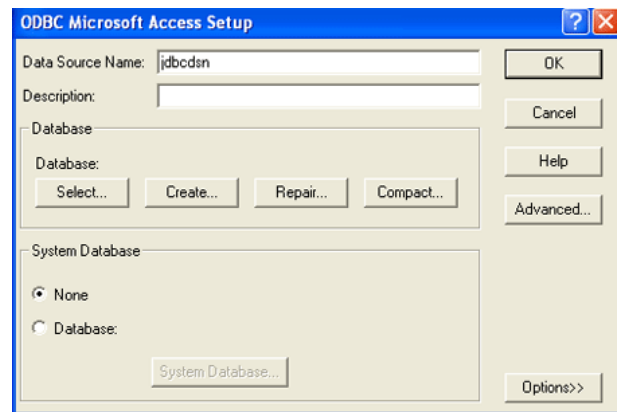 ODBC Microsoft Access Setup
Data Source Name: jdbcdsn
OK
Description:
Cancel
Database
Database:
Help
Select... Create... Repair... Compact...
Advanced...
System Database
None
Database:
System Database...
Options>>